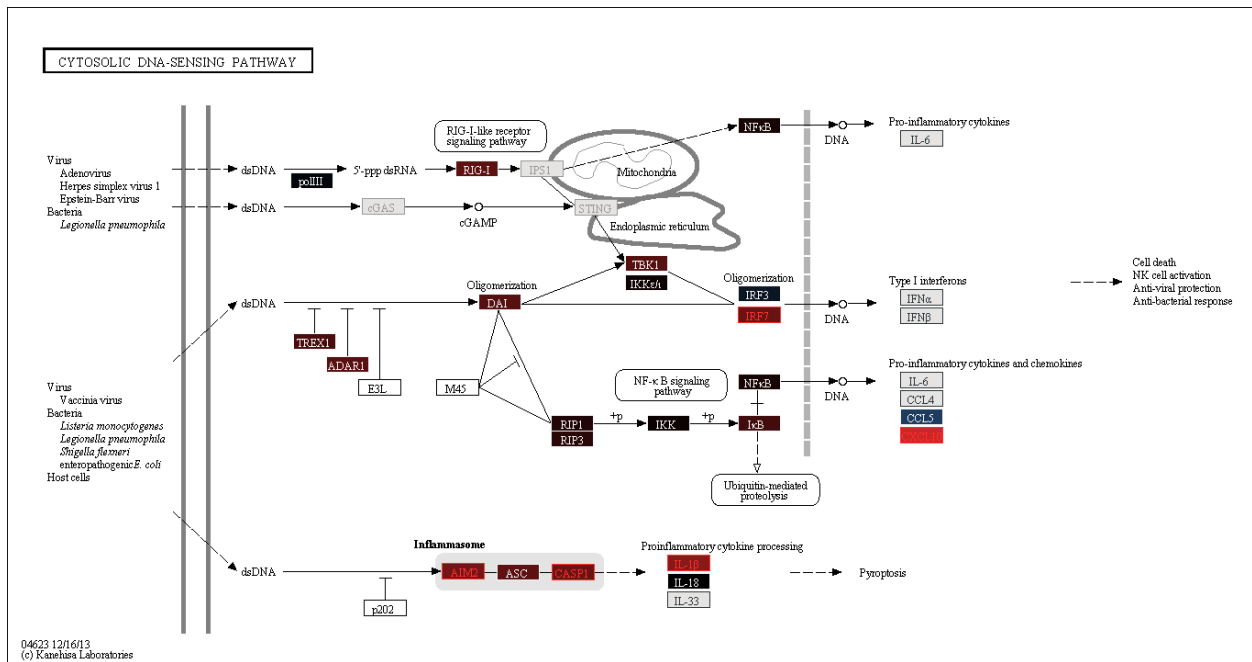 CYTOSOLIC DNA-SENSING PATHWAY
RIG-I-like receptor
signaling pathway
NFκB
DNA
Pro-inflammatory cytokines
IL-6
Virus
Adenovirus
Herpes simplex virus 1
Epstein-Barr virus
Bacteria
Legionella pneumophila
dsDNA
polIII
5'-ppp dsRNA
RIG-I
IPS1
Mitochondria
dsDNA
cGAS
cGAMP
STING
Endoplasmic reticulum
TBK1
IKKε/ι
Oligomerization
DAI
dsDNA
TREX1
ADAR1
E3L
M45
Oligomerization
IRF3
IRF7
DNA
Type I interferons
IFNα
IFNβ
Cell death
NK cell activation
Anti-viral protection
Anti-bacterial response
Virus
Vaccinia virus
Bacteria
Listeria monocytogenes
Legionella pneumophila
Shigella flexneri
enteropathogenic E. coli
Host cells
NF-κ B signaling
pathway
NFκB
DNA
Pro-inflammatory cytokines and chemokines
IL-6
CCL4
CCL5
CXCL10
RIP1
RIP3
+p
IKK
+p
IκB
Ubiquitin-mediated
proteolysis
dsDNA
p202
Inflammasome
AIM2
ASC
CASP1
Proinflammatory cytokine processing
IL-1β
IL-18
IL-33
Pyroptosis
04623 12/16/13
(c) Kanehisa Laboratories